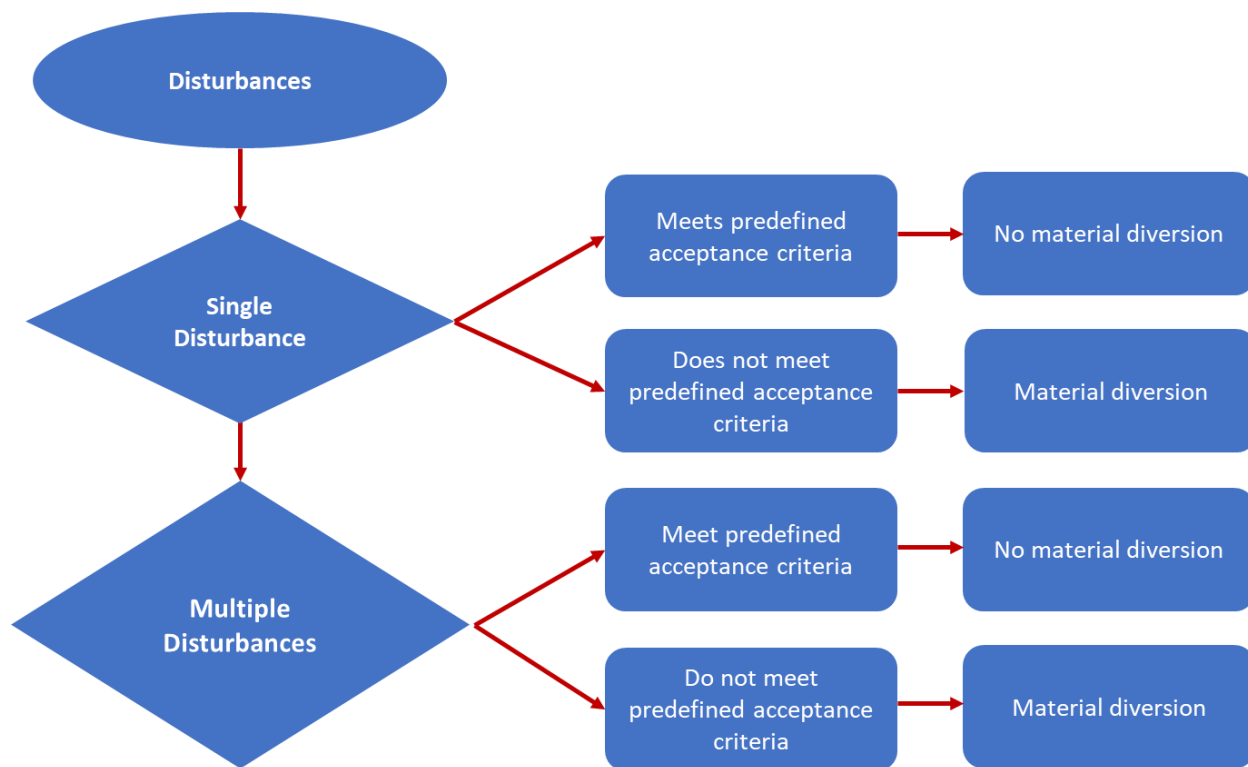 Disturbances
Single
Disturbance
Meets predefined
acceptance criteria
No material diversion
Does not meet
predefined acceptance
criteria
Material diversion
Multiple
Disturbances
Meet predefined
acceptance criteria
No material diversion
Do not meet
predefined acceptance
criteria
Material diversion